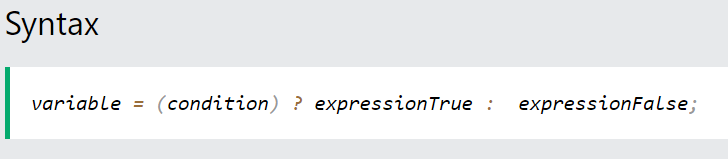 Syntax
variable = (condition) ? expressionTrue :  expressionFalse;